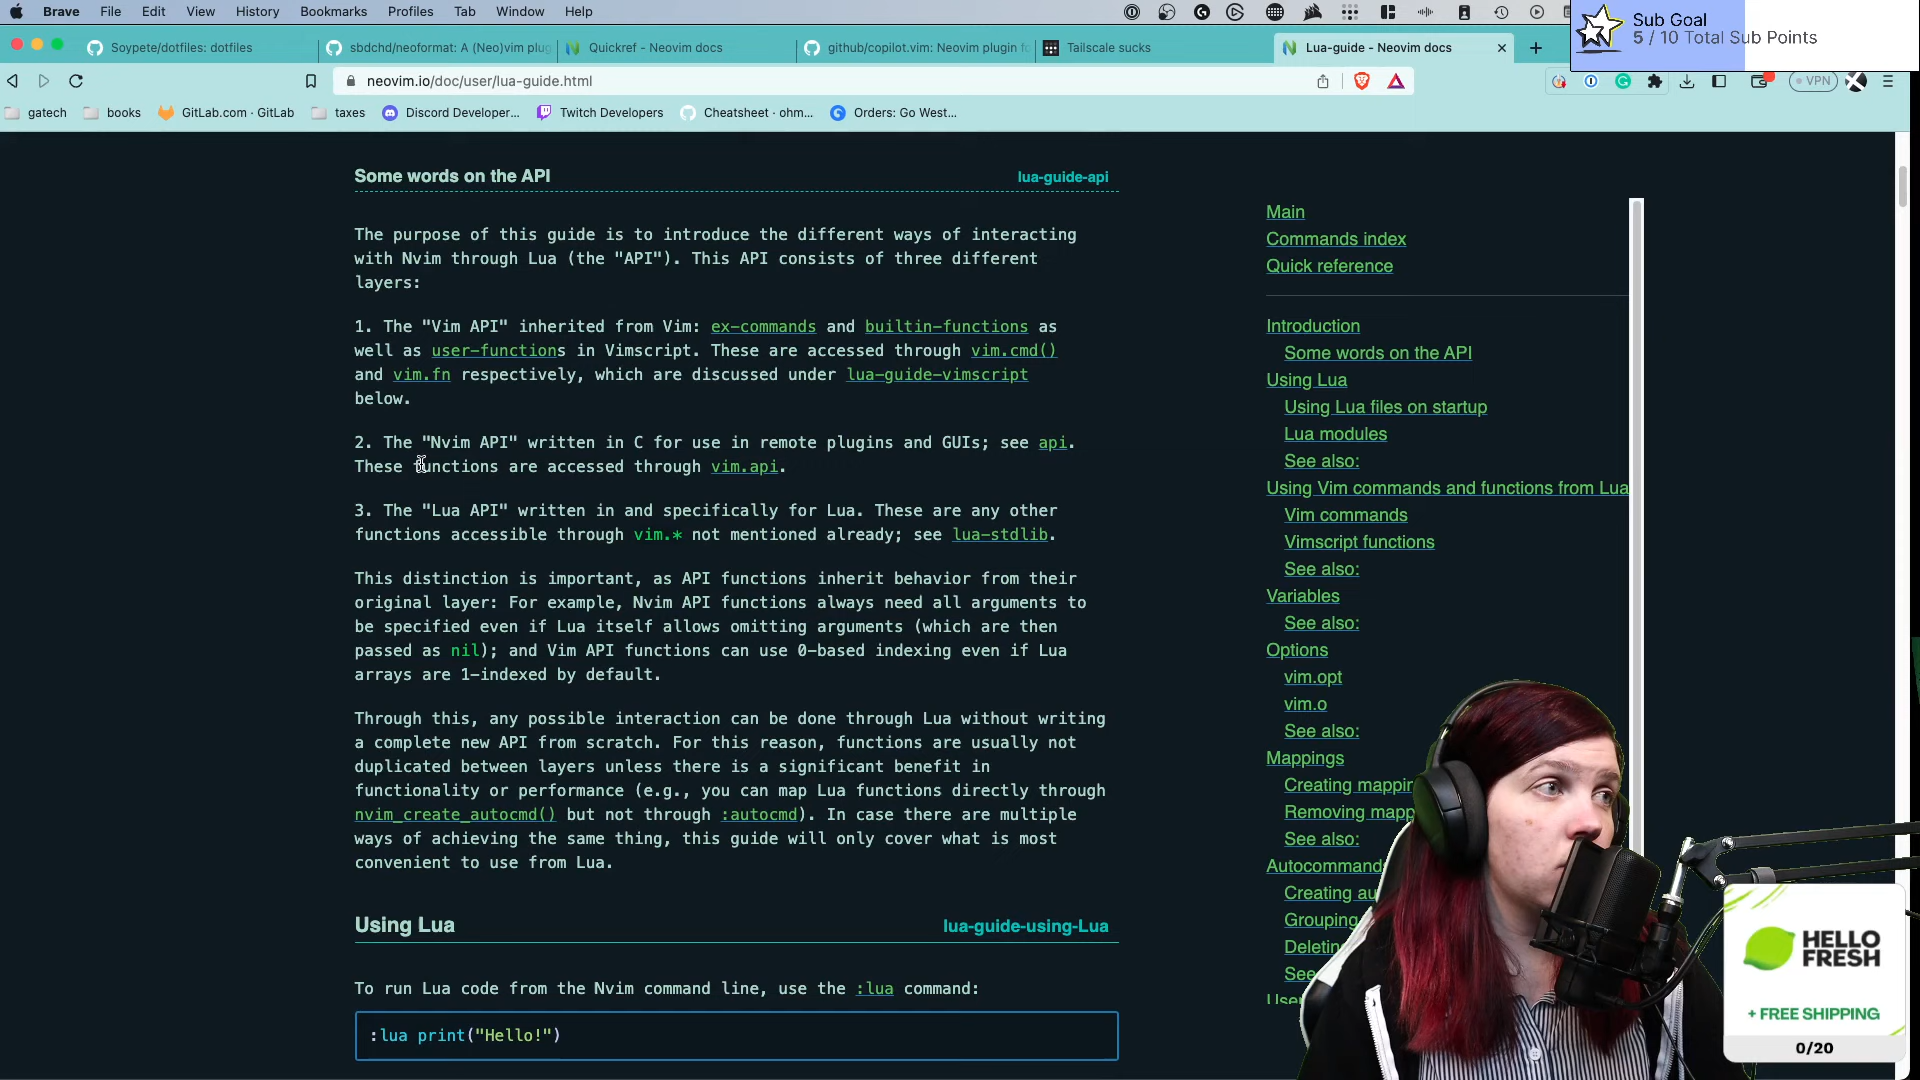 Brave File Edit View History Bookmarks Profiles Tab Window Help
Sub Goal
5 / 10 Total Sub Points
Soypete/dotfiles: dotfiles
sbdchd/neoformat: A (Neo)vim plug
Quickref - Neovim docs
github/copilot.vim: Neovim plugin fo
Tailscale sucks
Lua-guide - Neovim docs
neovim.io/doc/user/lua-guide.html
VPN
gatech
books
GitLab.com · GitLab
taxes
Discord Developer...
Twitch Developers
Cheatsheet · ohm...
Orders: Go West...
Some words on the API
lua-guide-api
The purpose of this guide is to introduce the different ways of interacting
with Nvim through Lua (the "API"). This API consists of three different
layers:
1. The "Vim API" inherited from Vim: ex-commands and builtin-functions as
well as user-functions in Vimscript. These are accessed through vim.cmd()
and vim.fn respectively, which are discussed under lua-guide-vimscript
below.
2. The "Nvim API" written in C for use in remote plugins and GUIs; see api.
These functions are accessed through vim.api.
3. The "Lua API" written in and specifically for Lua. These are any other
functions accessible through vim.* not mentioned already; see lua-stdlib.
This distinction is important, as API functions inherit behavior from their
original layer: For example, Nvim API functions always need all arguments to
be specified even if Lua itself allows omitting arguments (which are then
passed as nil); and Vim API functions can use 0-based indexing even if Lua
arrays are 1-indexed by default.
Through this, any possible interaction can be done through Lua without writing
a complete new API from scratch. For this reason, functions are usually not
duplicated between layers unless there is a significant benefit in
functionality or performance (e.g., you can map Lua functions directly through
nvim_create_autocmd() but not through :autocmd). In case there are multiple
ways of achieving the same thing, this guide will only cover what is most
convenient to use from Lua.
Using Lua
lua-guide-using-Lua
To run Lua code from the Nvim command line, use the :lua command:
:lua print("Hello!")
Main
Commands index
Quick reference
Introduction
Some words on the API
Using Lua
Using Lua files on startup
Lua modules
See also:
Using Vim commands and functions from Lua
Vim commands
Vimscript functions
See also:
Variables
See also:
Options
vim.opt
vim.o
See also:
Mappings
Creating mappin
Removing mapp
See also:
Autocommand
Creating au
Grouping
Deletin
See
User
HELLO
FRESH
+ FREE SHIPPING
0/20